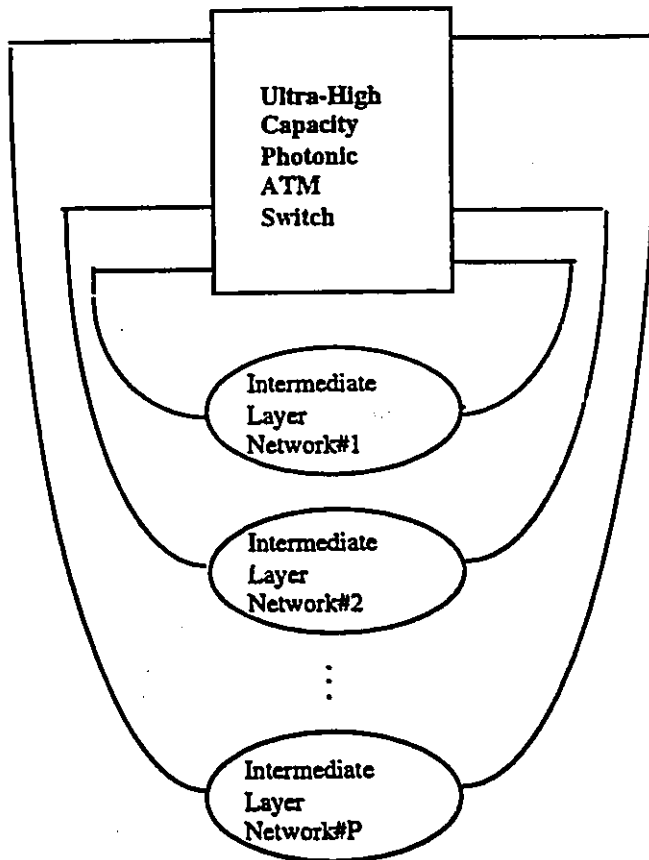 Ultra-High
Capacity
Photonic
ATM
Switch
Intermediate
Layer
Network#1
Intermediate
Layer
Network#2
⋮
Intermediate
Layer
Network#P